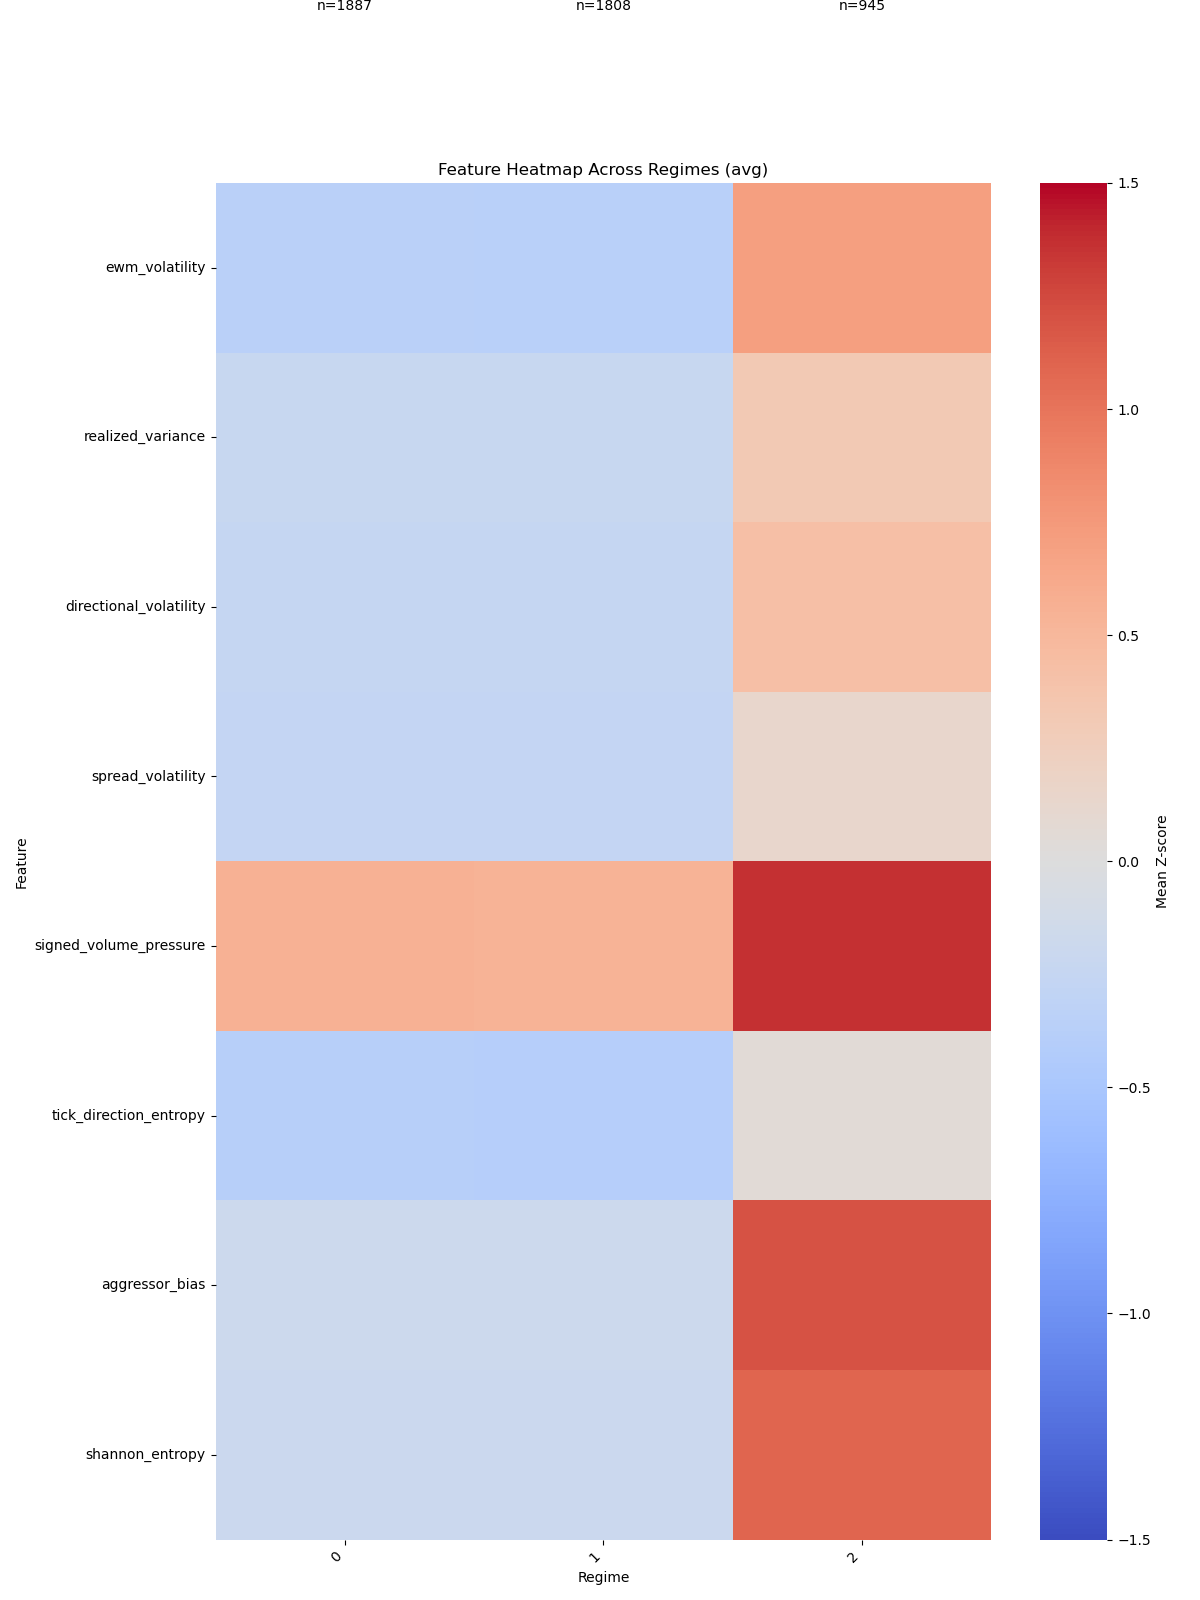 n=1887
n=1808
n=945
Feature Heatmap Across Regimes (avg)
ewm_volatility
realized_variance
directional_volatility
spread_volatility
signed_volume_pressure
tick_direction_entropy
aggressor_bias
shannon_entropy
Feature
0
1
2
Regime
1.5
1.0
0.5
0.0
−0.5
−1.0
−1.5
Mean Z-score